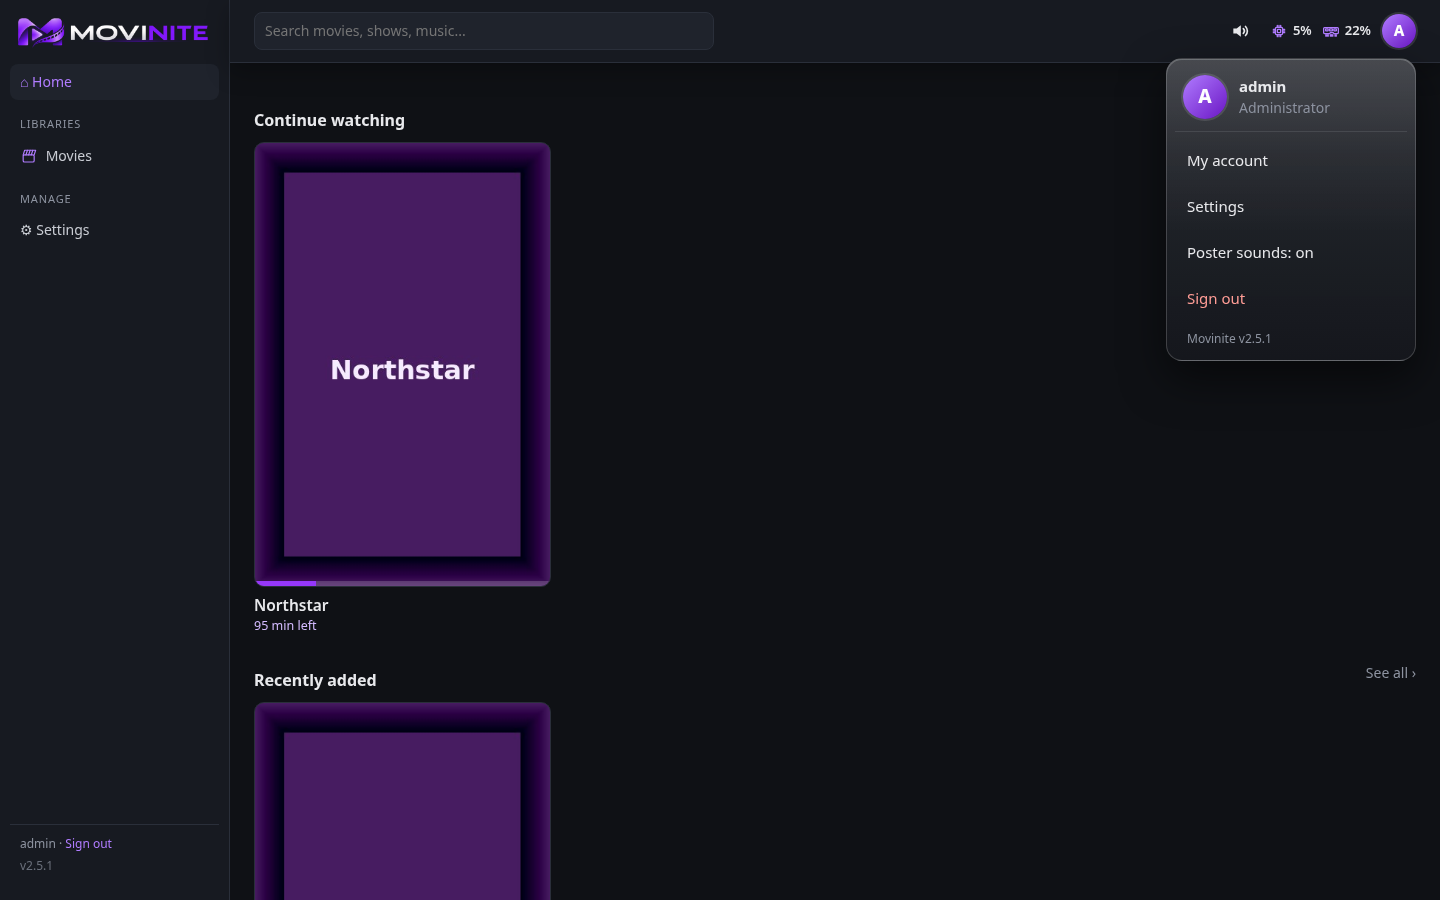 MOVINITE
Search movies, shows, music...
5%
22%
A
⌂ Home
LIBRARIES
Movies
MANAGE
⚙ Settings
A
admin
Administrator
My account
Settings
Poster sounds: on
Sign out
Movinite v2.5.1
Continue watching
Northstar
Northstar
95 min left
Recently added
See all ›
admin · Sign out
v2.5.1